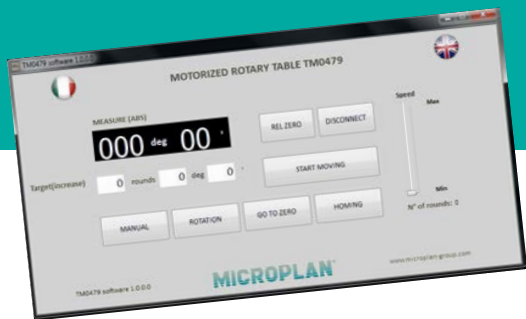 TM0479 software 1.0.0.0
MOTORIZED ROTARY TABLE TM0479
MEASURE (ABS)
000 deg 00 '
REL ZERO
DISCONNECT
Speed
Max
Target(increase)
0 rounds 0 deg 0 '
START MOVING
Min
N° of rounds: 0
MANUAL
ROTATION
GO TO ZERO
HOMING
TM0479 software 1.0.0.0
MICROPLAN
www.microplan-group.com